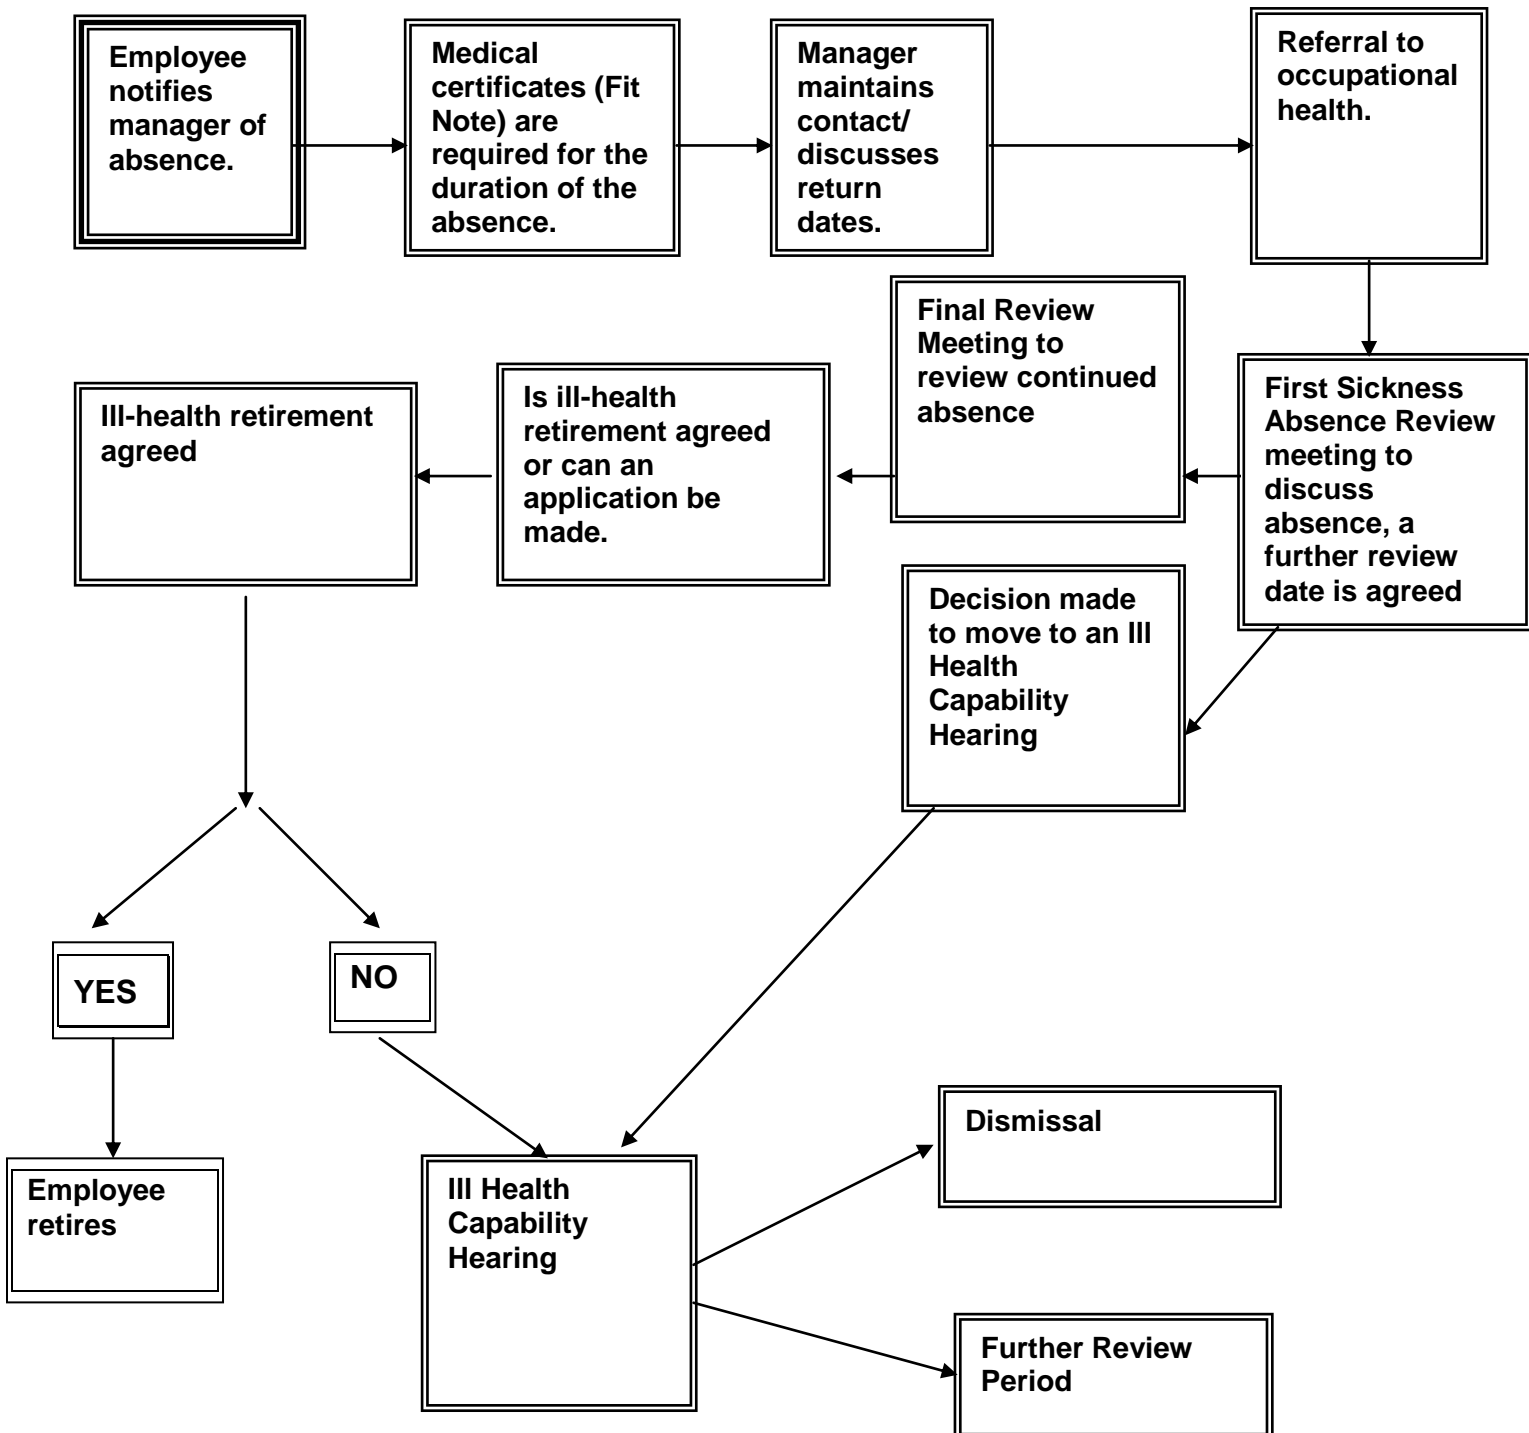 Employee
notifies
manager of
absence.
Medical
certificates (Fit
Note) are
required for the
duration of the
absence.
Manager
maintains
contact/
discusses
return
dates.
Referral to
occupational
health.
First Sickness
Absence Review
meeting to
discuss
absence, a
further review
date is agreed
Final Review
Meeting to
review continued
absence
Is ill-health
retirement agreed
or can an
application be
made.
Ill-health retirement
agreed
Decision made
to move to an Ill
Health
Capability
Hearing
YES
NO
Employee
retires
Ill Health
Capability
Hearing
Dismissal
Further Review
Period